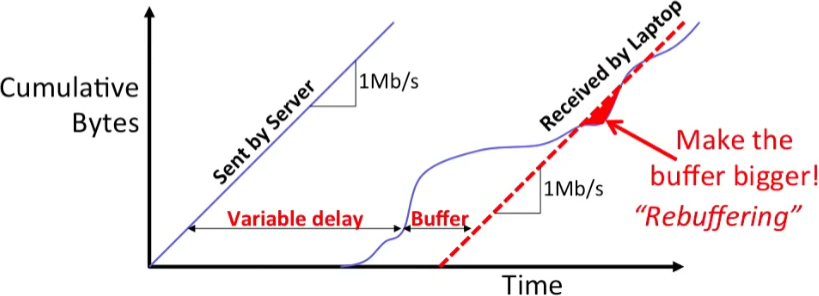 Cumulative
Bytes
Sent by Server
1Mb/s
Received by Laptop
Make the
buffer bigger!
"Rebuffering"
1Mb/s
Variable delay
Buffer
Time